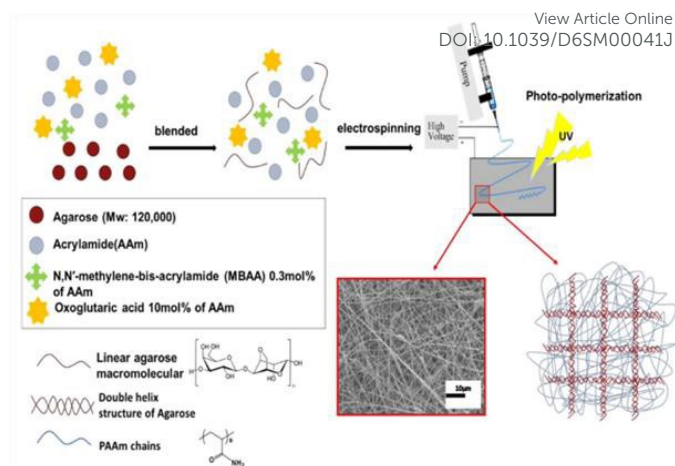 View Article Online
DOI: 10.1039/D6SM00041J
Pump
Photo-polymerization
blended
electrospinning
High
Voltage
UV
Agarose (Mw: 120,000)
Acrylamide(AAm)
N,N′-methylene-bis-acrylamide (MBAA) 0.3mol%
of AAm
Oxoglutaric acid 10mol% of AAm
Linear agarose
macromolecular
Double helix
structure of Agarose
PAAm chains
10μm